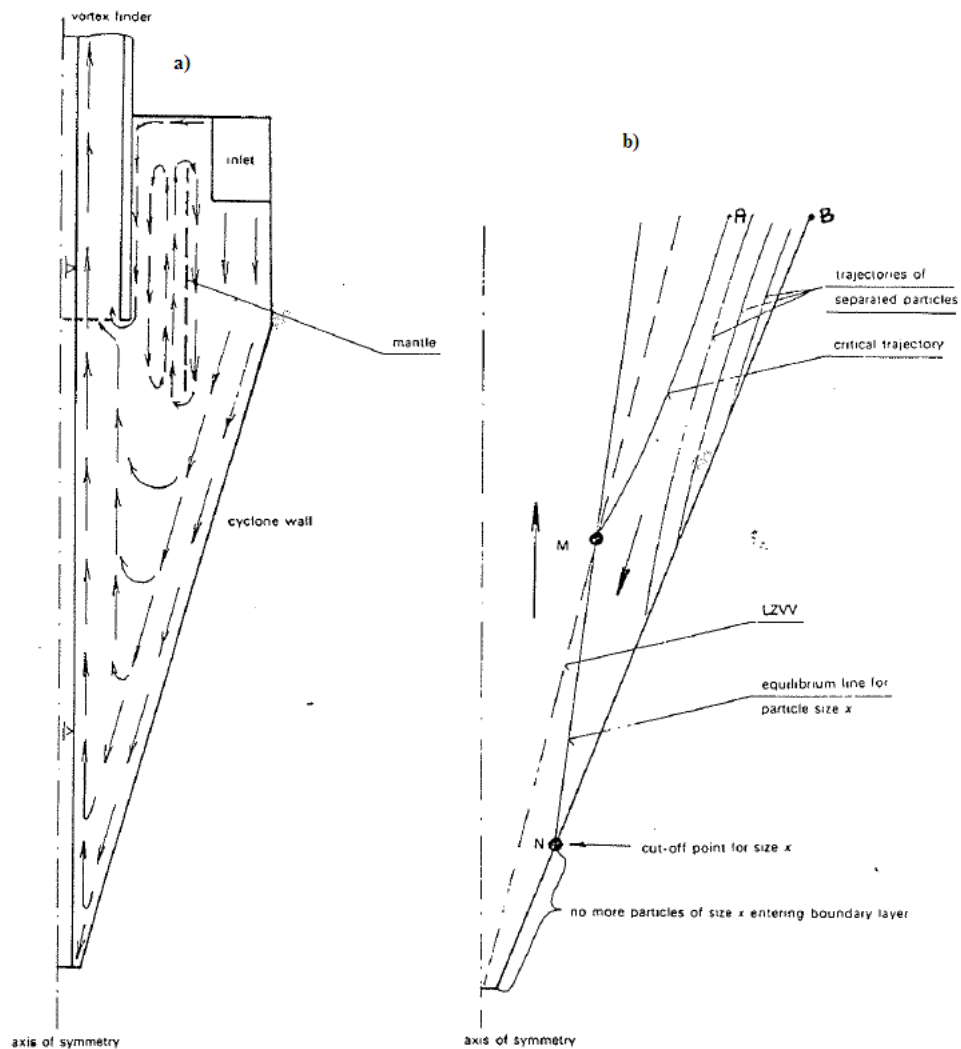 vortex finder
a)
inlet
mantle
cyclone wall
axis of symmetry
b)
A
B
trajectories of
separated particles
critical trajectory
M
LZVV
equilibrium line for
particle size x
N
cut-off point for size x
no more particles of size x entering boundary layer
axis of symmetry